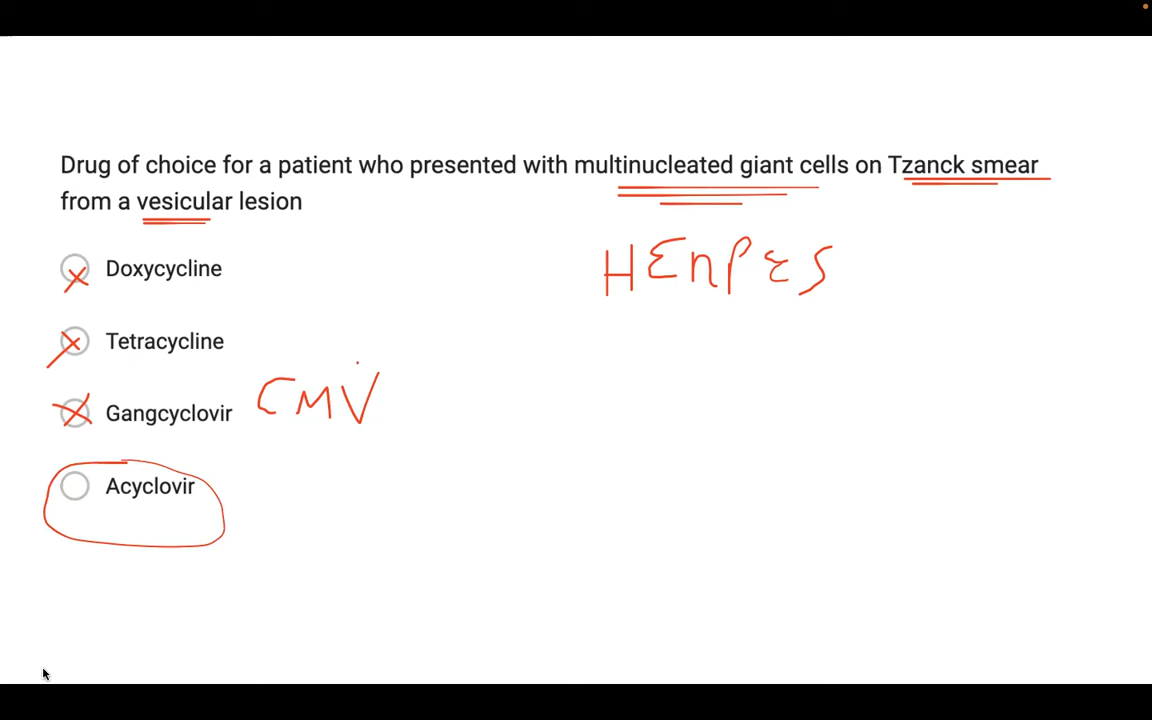 Drug of choice for a patient who presented with multinucleated giant cells on Tzanck smear
from a vesicular lesion
HERPES
Doxycycline
Tetracycline
CMV
Gangcyclovir
Acyclovir